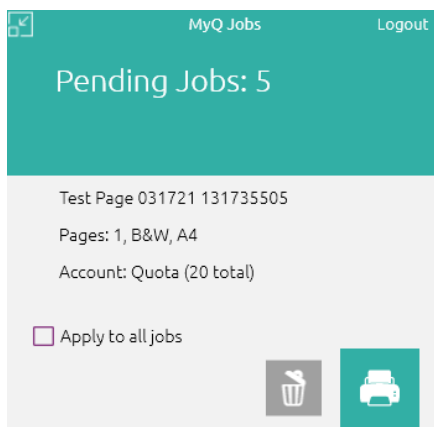 MyQ Jobs
Logout
Pending Jobs: 5
Test Page 031721 131735505
Pages: 1, B&W, A4
Account: Quota (20 total)
Apply to all jobs